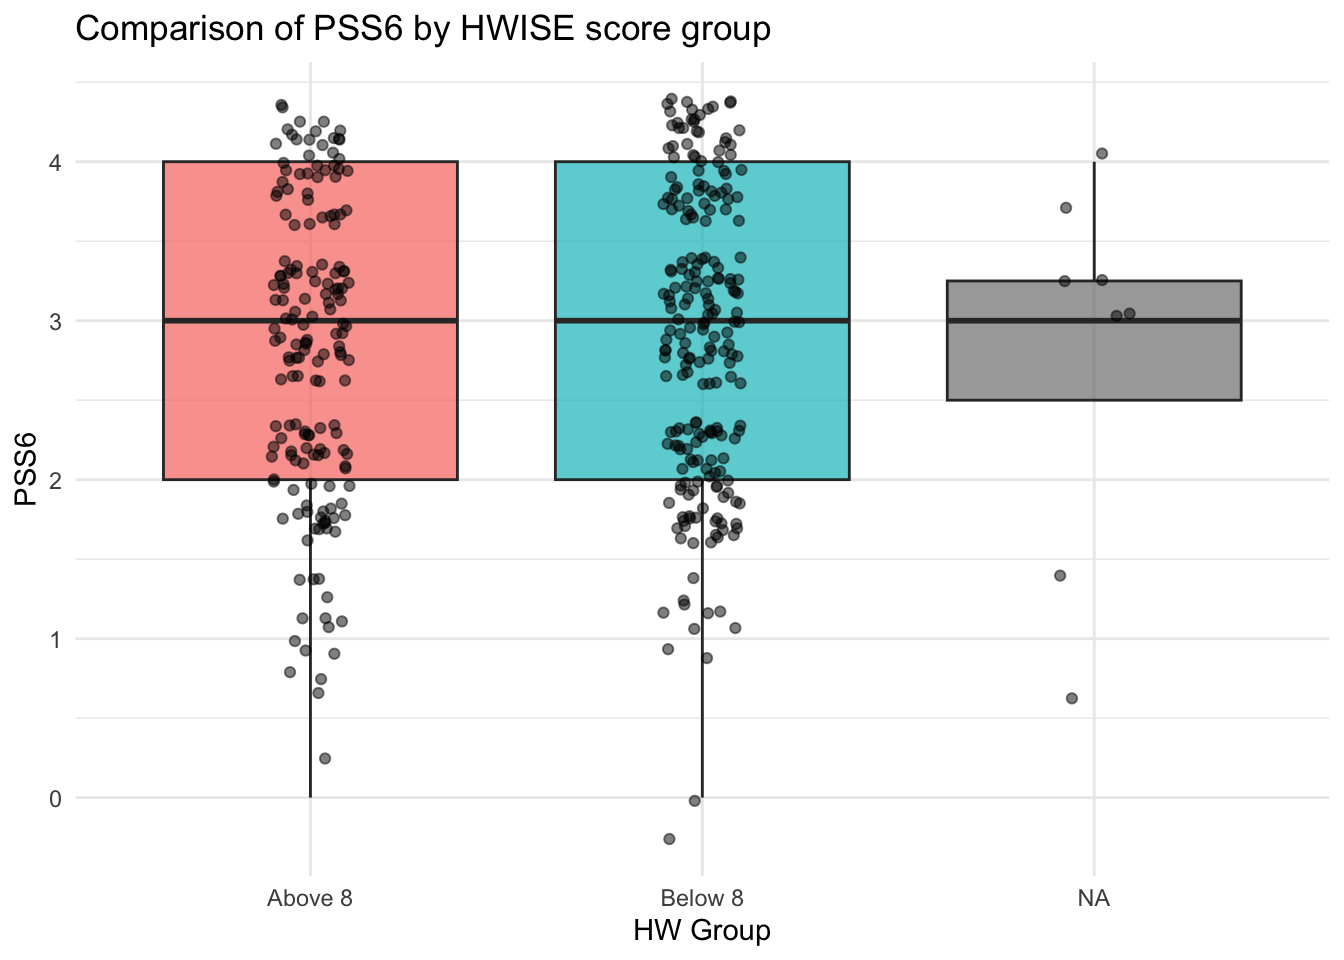 Comparison of PSS6 by HWISE score group
PSS6
4
3
2
1
0
Above 8
Below 8
NA
HW Group